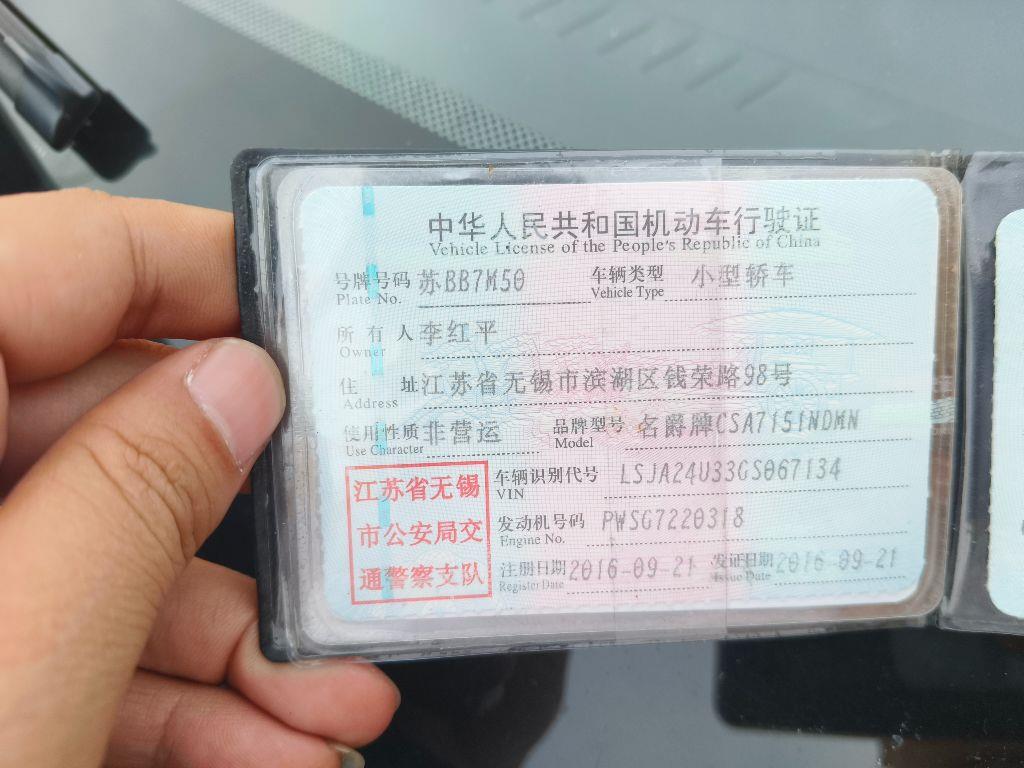 中华人民共和国机动车行驶证
Vehicle License of the People's Republic of China
号牌号码 苏BB7M50 车辆类型 小型轿车
Plate No. Vehicle Type
所有人 李红平
Owner
住址 江苏省无锡市滨湖区钱荣路98号
Address
使用性质 非营运 品牌型号 名爵牌CSA7151NDMN
Use Character Model
江苏省无锡
市公安局交
通警察支队
车辆识别代号 LSJA24U33GS067134
VIN
发动机号码 PWSG7220318
Engine No.
注册日期 2016-09-21 发证日期 2016-09-21
Register Date Issue Date